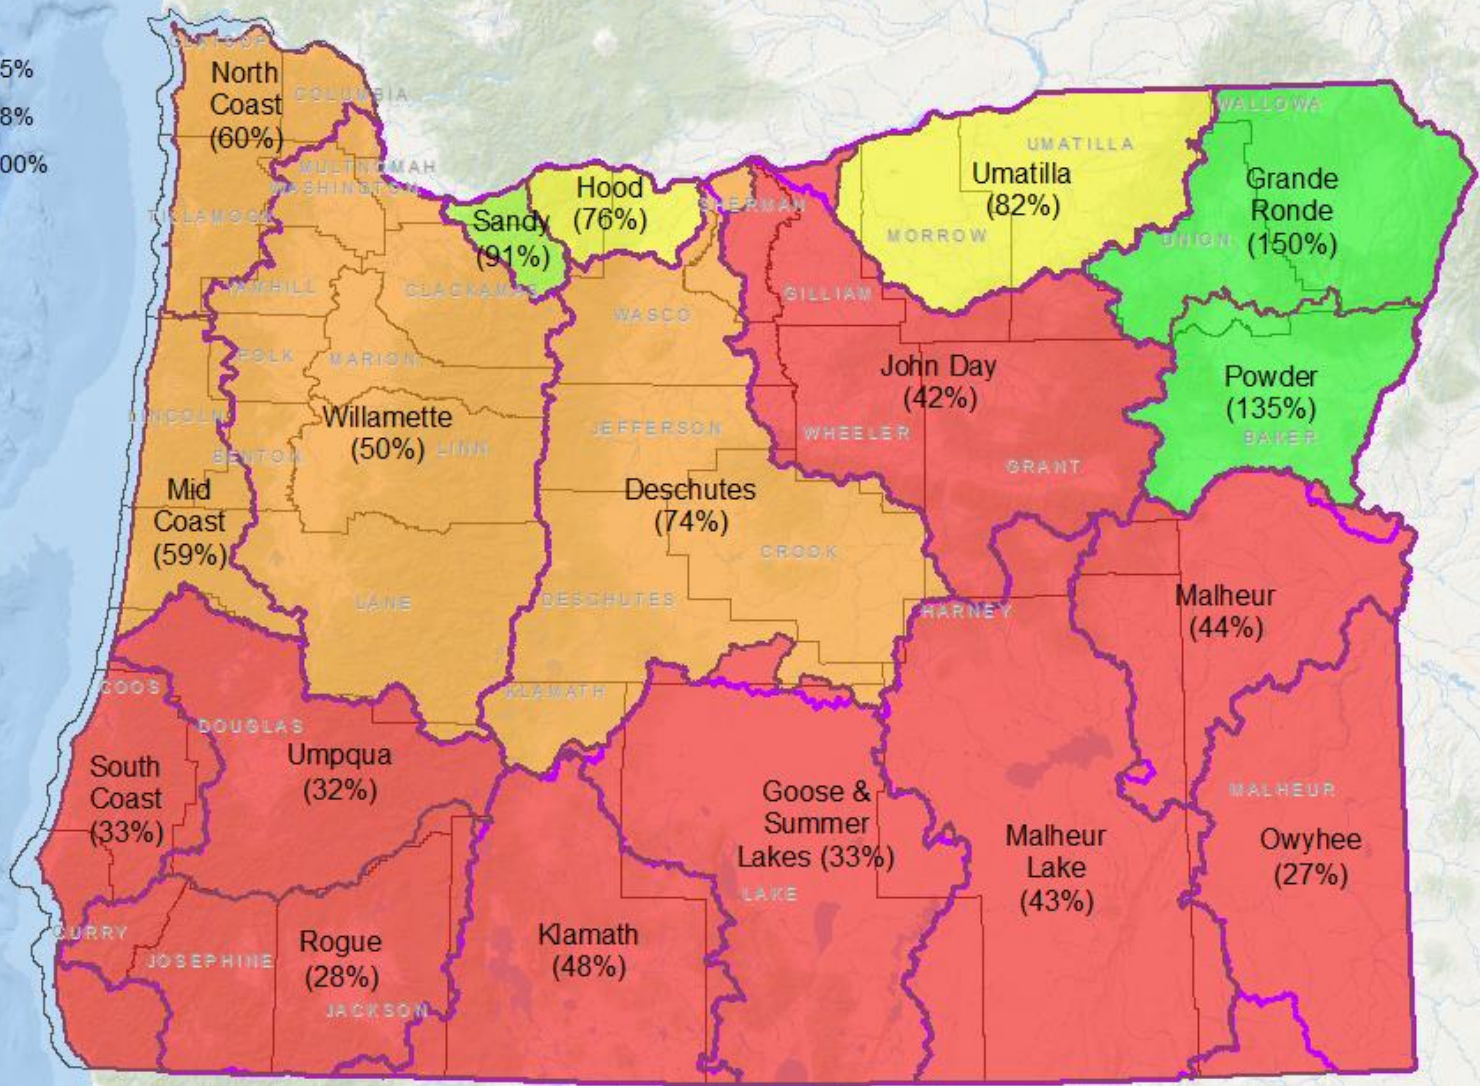 5%
8%
00%
CLATSOP
North
Coast
(60%)
COLUMBIA
MULTNOMAH
WASHINGTON
TILLAMOOK
YAMHILL
CLACKAMAS
Sandy
(91%)
Hood
(76%)
SHERMAN
WASCO
GILLIAM
MORROW
UMATILLA
Umatilla
(82%)
WALLOWA
Grande
Ronde
(150%)
UNION
Powder
(135%)
BAKER
John Day
(42%)
WHEELER
GRANT
POLK
MARION
LINCOLN
BENTON
LINN
Willamette
(50%)
JEFFERSON
Mid
Coast
(59%)
Deschutes
(74%)
CROOK
LANE
DESCHUTES
HARNEY
Malheur
(44%)
COOS
DOUGLAS
KLAMATH
South
Coast
(33%)
Umpqua
(32%)
Goose &
Summer
Lakes (33%)
LAKE
Malheur
Lake
(43%)
MALHEUR
Owyhee
(27%)
CURRY
JOSEPHINE
Rogue
(28%)
JACKSON
Klamath
(48%)